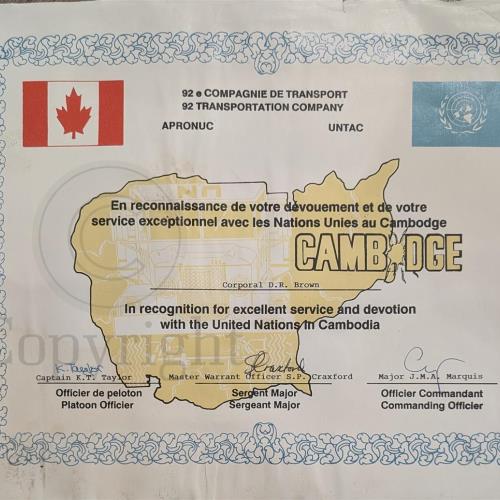 92 e COMPAGNIE DE TRANSPORT
92 TRANSPORTATION COMPANY
APRONUC UNTAC
En reconnaissance de votre dévouement et de votre
service exceptionnel avec les Nations Unies au Cambodge
CAMBODGE
Corporal D.R. Brown
In recognition for excellent service and devotion
with the United Nations in Cambodia
Copyright
Captain K.T. Taylor Master Warrant Officer S.P. Craxford Major J.M.A. Marquis
Officier de peloton Sergent Major Officier Commandant
Platoon Officier Sergeant Major Commanding Officier